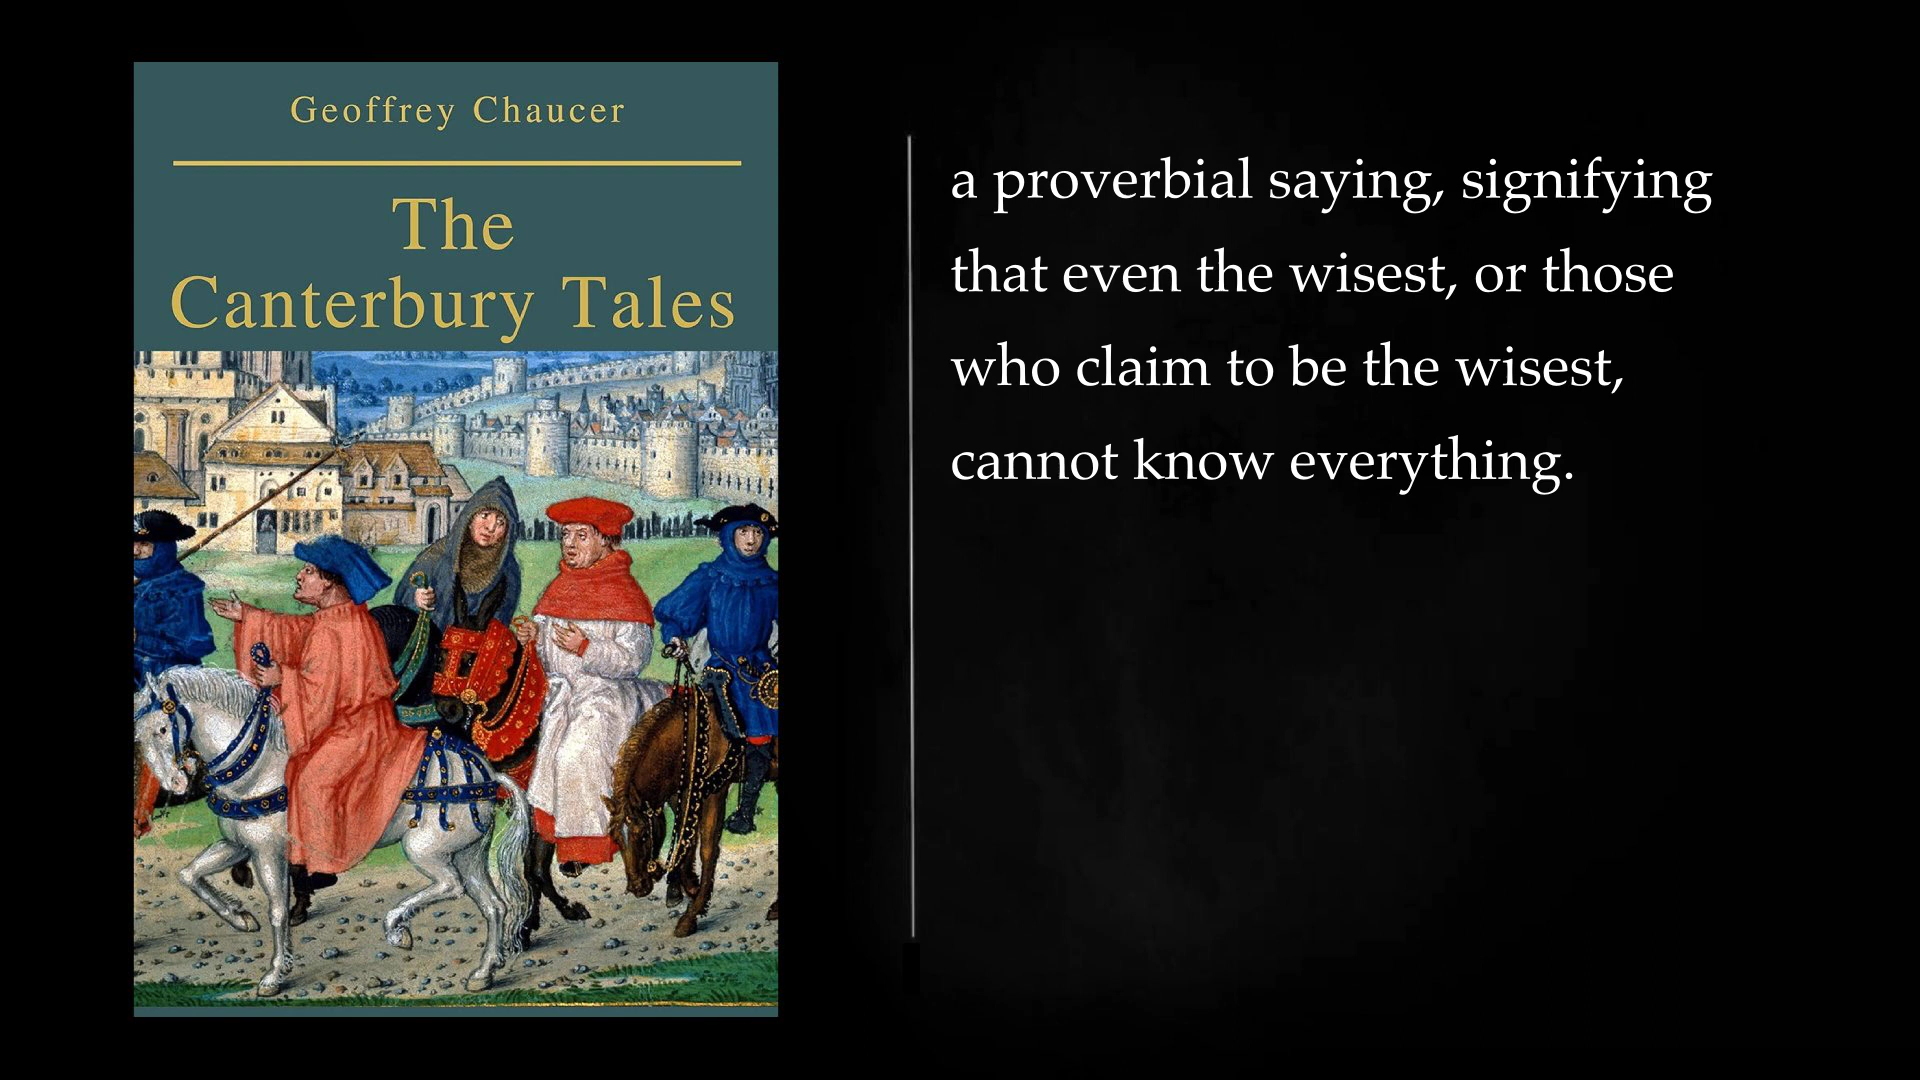 Geoffrey Chaucer
The
Canterbury Tales
a proverbial saying, signifying
that even the wisest, or those
who claim to be the wisest,
cannot know everything.